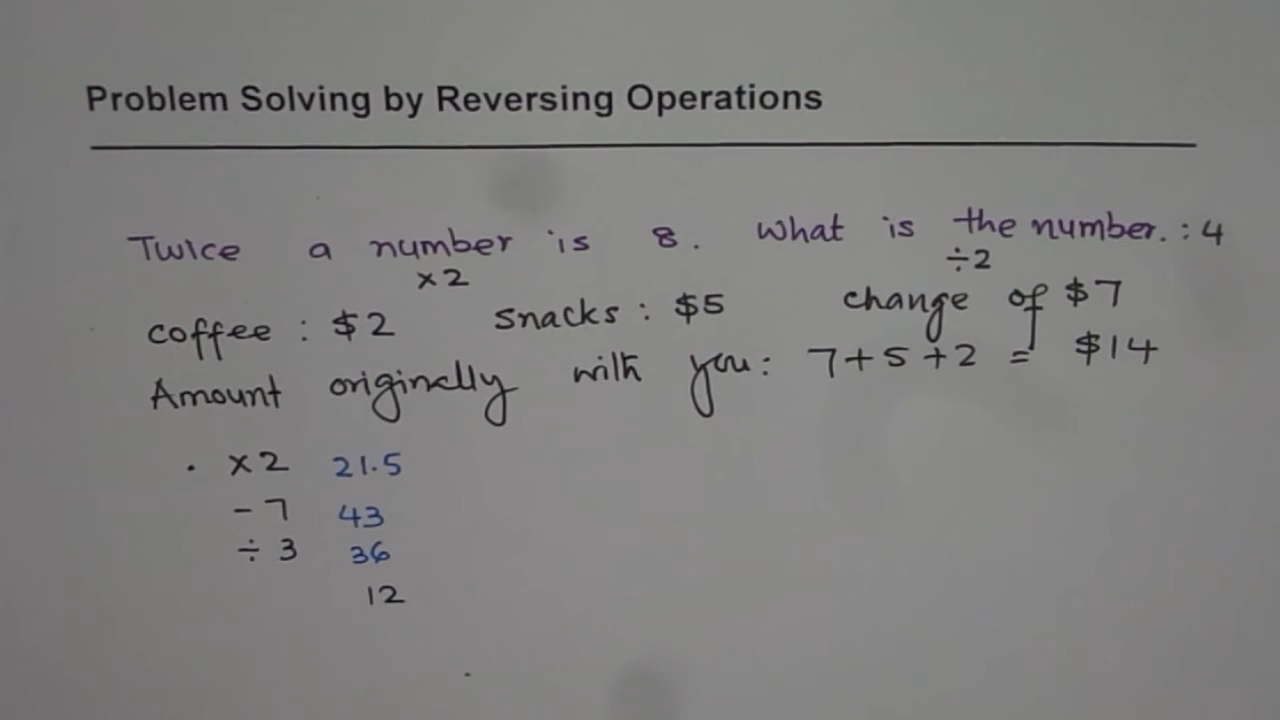 Problem Solving by Reversing Operations
Twice a number is 8. What is the number. : 4
×2 ÷2
coffee : $2 snacks : $5 change of $7
Amount originally with you: 7+5+2 = $14
. ×2 21.5
- 7 43
÷ 3 36
12